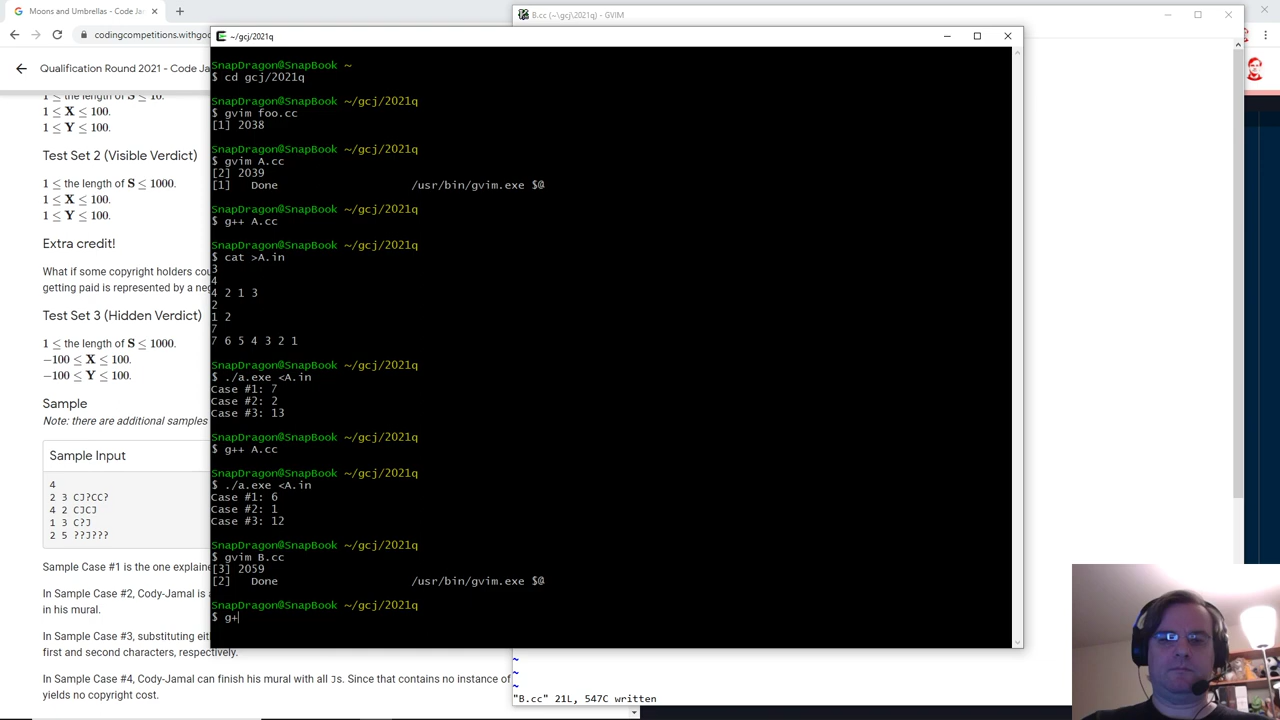 Moons and Umbrellas - Code Ja
codingcompetitions.withgoo
Qualification Round 2021 - Code Ja
1 ≤ the length of S ≤ 10.
1 ≤ X ≤ 100.
1 ≤ Y ≤ 100.
Test Set 2 (Visible Verdict)
1 ≤ the length of S ≤ 1000.
1 ≤ X ≤ 100.
1 ≤ Y ≤ 100.
Extra credit!
What if some copyright holders cou
getting paid is represented by a neg
Test Set 3 (Hidden Verdict)
1 ≤ the length of S ≤ 1000.
−100 ≤ X ≤ 100.
−100 ≤ Y ≤ 100.
Sample
Note: there are additional samples
Sample Input
4
2 3 CJ?CC?
4 2 CJCJ
1 3 C?J
2 5 ??J???
Sample Case #1 is the one explaine
In Sample Case #2, Cody-Jamal is a
in his mural.
In Sample Case #3, substituting eit
first and second characters, respectively.
In Sample Case #4, Cody-Jamal can finish his mural with all Js. Since that contains no instance of
yields no copyright cost.
B.cc (~\gcj\2021q) - GVIM
~/gcj/2021q
SnapDragon@SnapBook ~
$ cd gcj/2021q
SnapDragon@SnapBook ~/gcj/2021q
$ gvim foo.cc
[1] 2038
SnapDragon@SnapBook ~/gcj/2021q
$ gvim A.cc
[2] 2039
[1]   Done                    /usr/bin/gvim.exe $@
SnapDragon@SnapBook ~/gcj/2021q
$ g++ A.cc
SnapDragon@SnapBook ~/gcj/2021q
$ cat >A.in
3
4
4 2 1 3
2
1 2
7
7 6 5 4 3 2 1
SnapDragon@SnapBook ~/gcj/2021q
$ ./a.exe <A.in
Case #1: 7
Case #2: 2
Case #3: 13
SnapDragon@SnapBook ~/gcj/2021q
$ g++ A.cc
SnapDragon@SnapBook ~/gcj/2021q
$ ./a.exe <A.in
Case #1: 6
Case #2: 1
Case #3: 12
SnapDragon@SnapBook ~/gcj/2021q
$ gvim B.cc
[3] 2059
[2]   Done                    /usr/bin/gvim.exe $@
SnapDragon@SnapBook ~/gcj/2021q
$ g+
~
~
~
"B.cc" 21L, 547C written